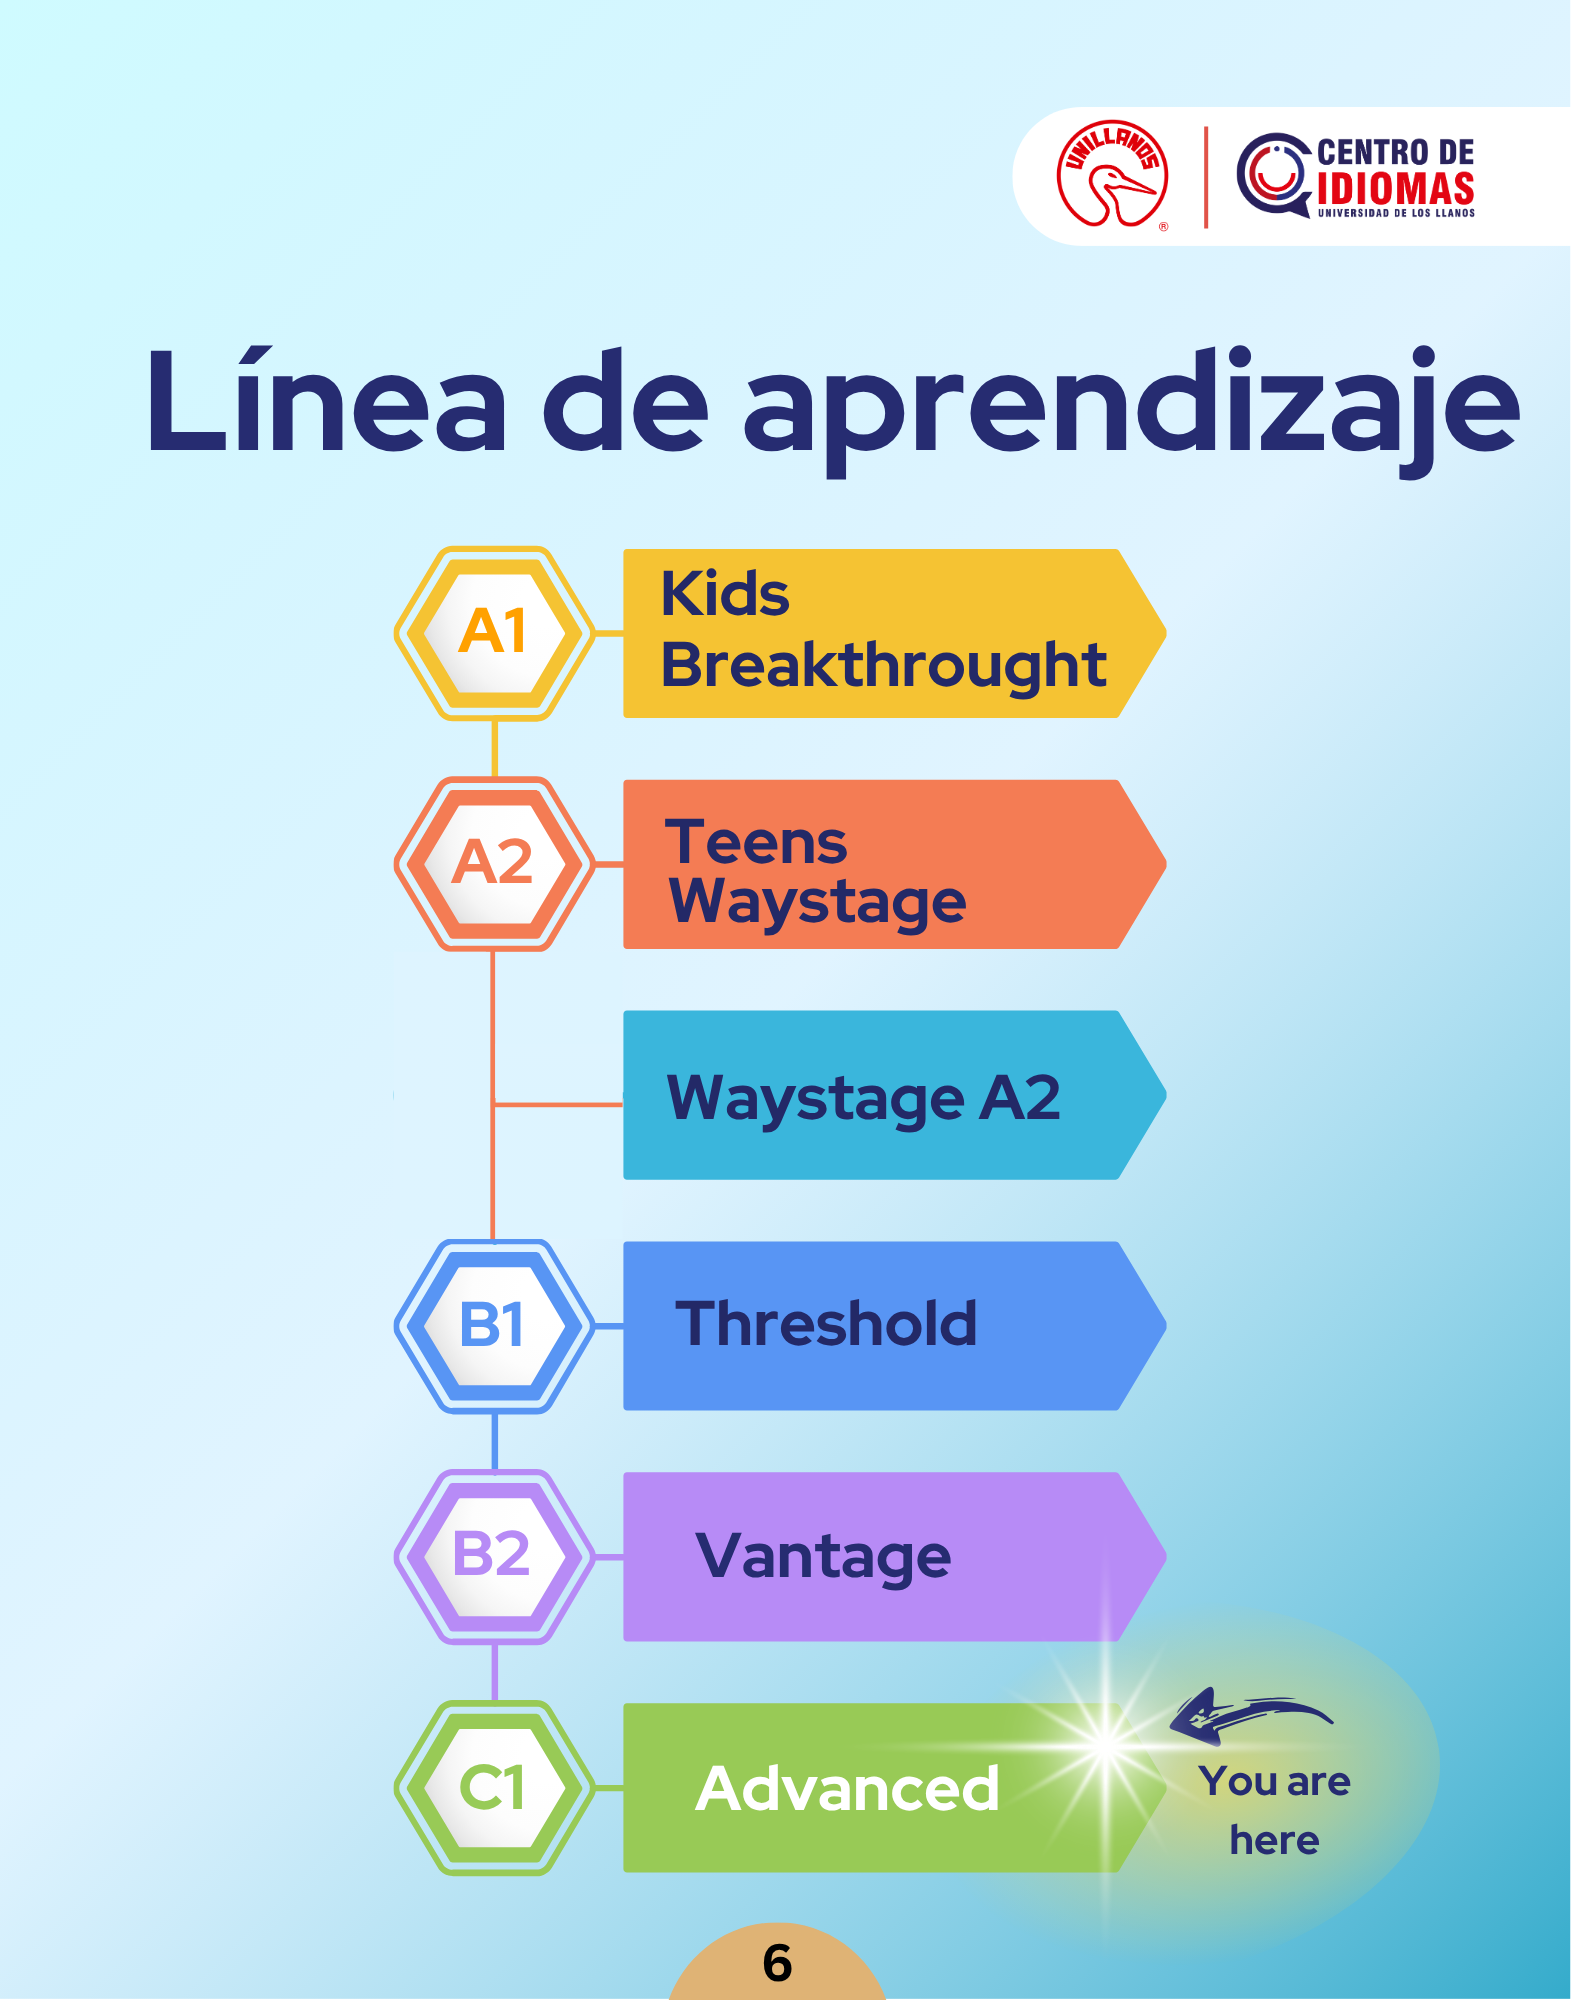 UNILLANOS
®
CENTRO DE
IDIOMAS
UNIVERSIDAD DE LOS LLANOS
Línea de aprendizaje
A1
Kids
Breakthrought
A2
Teens
Waystage
Waystage A2
B1
Threshold
B2
Vantage
C1
Advanced
You are
here
6